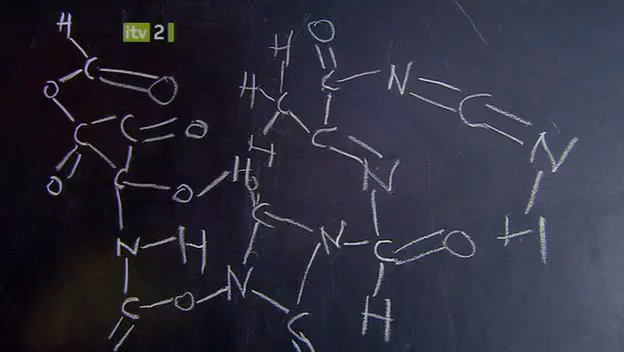 H itv 2 O
H
C O C N
O H C C
C C O C
H N
O C O H N
O
C
N H N C O H
N
C O C H